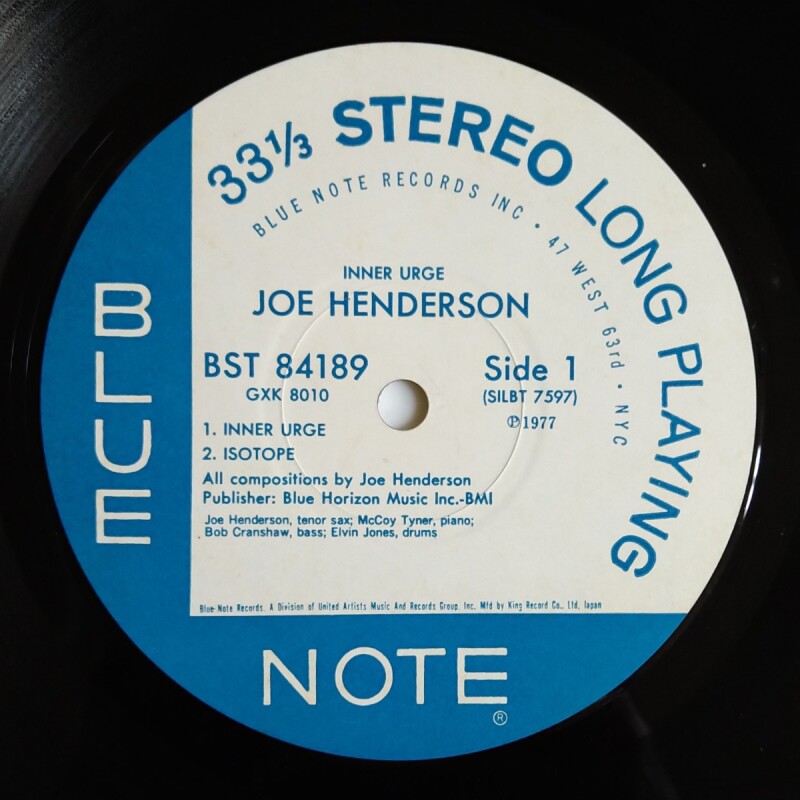 33⅓ STEREO LONG PLAYING
BLUE NOTE RECORDS INC • 47 WEST 63rd • NYC
INNER URGE
JOE HENDERSON
BST 84189
GXK 8010
Side 1
(SILBT 7597)
℗1977
1. INNER URGE
2. ISOTOPE
All compositions by Joe Henderson
Publisher: Blue Horizon Music Inc.-BMI
Joe Henderson, tenor sax; McCoy Tyner, piano;
Bob Cranshaw, bass; Elvin Jones, drums
Blue Note Records. A Division of United Artists Music And Records Group. Inc. Mfd by King Record Co., Ltd, Japan
BLUE
NOTE
®